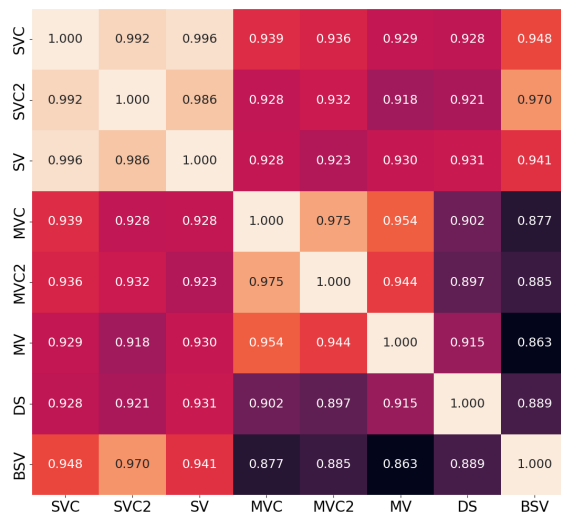 SVC 1.000 0.992 0.996 0.939 0.936 0.929 0.928 0.948
SVC2 0.992 1.000 0.986 0.928 0.932 0.918 0.921 0.970
SV 0.996 0.986 1.000 0.928 0.923 0.930 0.931 0.941
MVC 0.939 0.928 0.928 1.000 0.975 0.954 0.902 0.877
MVC2 0.936 0.932 0.923 0.975 1.000 0.944 0.897 0.885
MV 0.929 0.918 0.930 0.954 0.944 1.000 0.915 0.863
DS 0.928 0.921 0.931 0.902 0.897 0.915 1.000 0.889
BSV 0.948 0.970 0.941 0.877 0.885 0.863 0.889 1.000
SVC SVC2 SV MVC MVC2 MV DS BSV